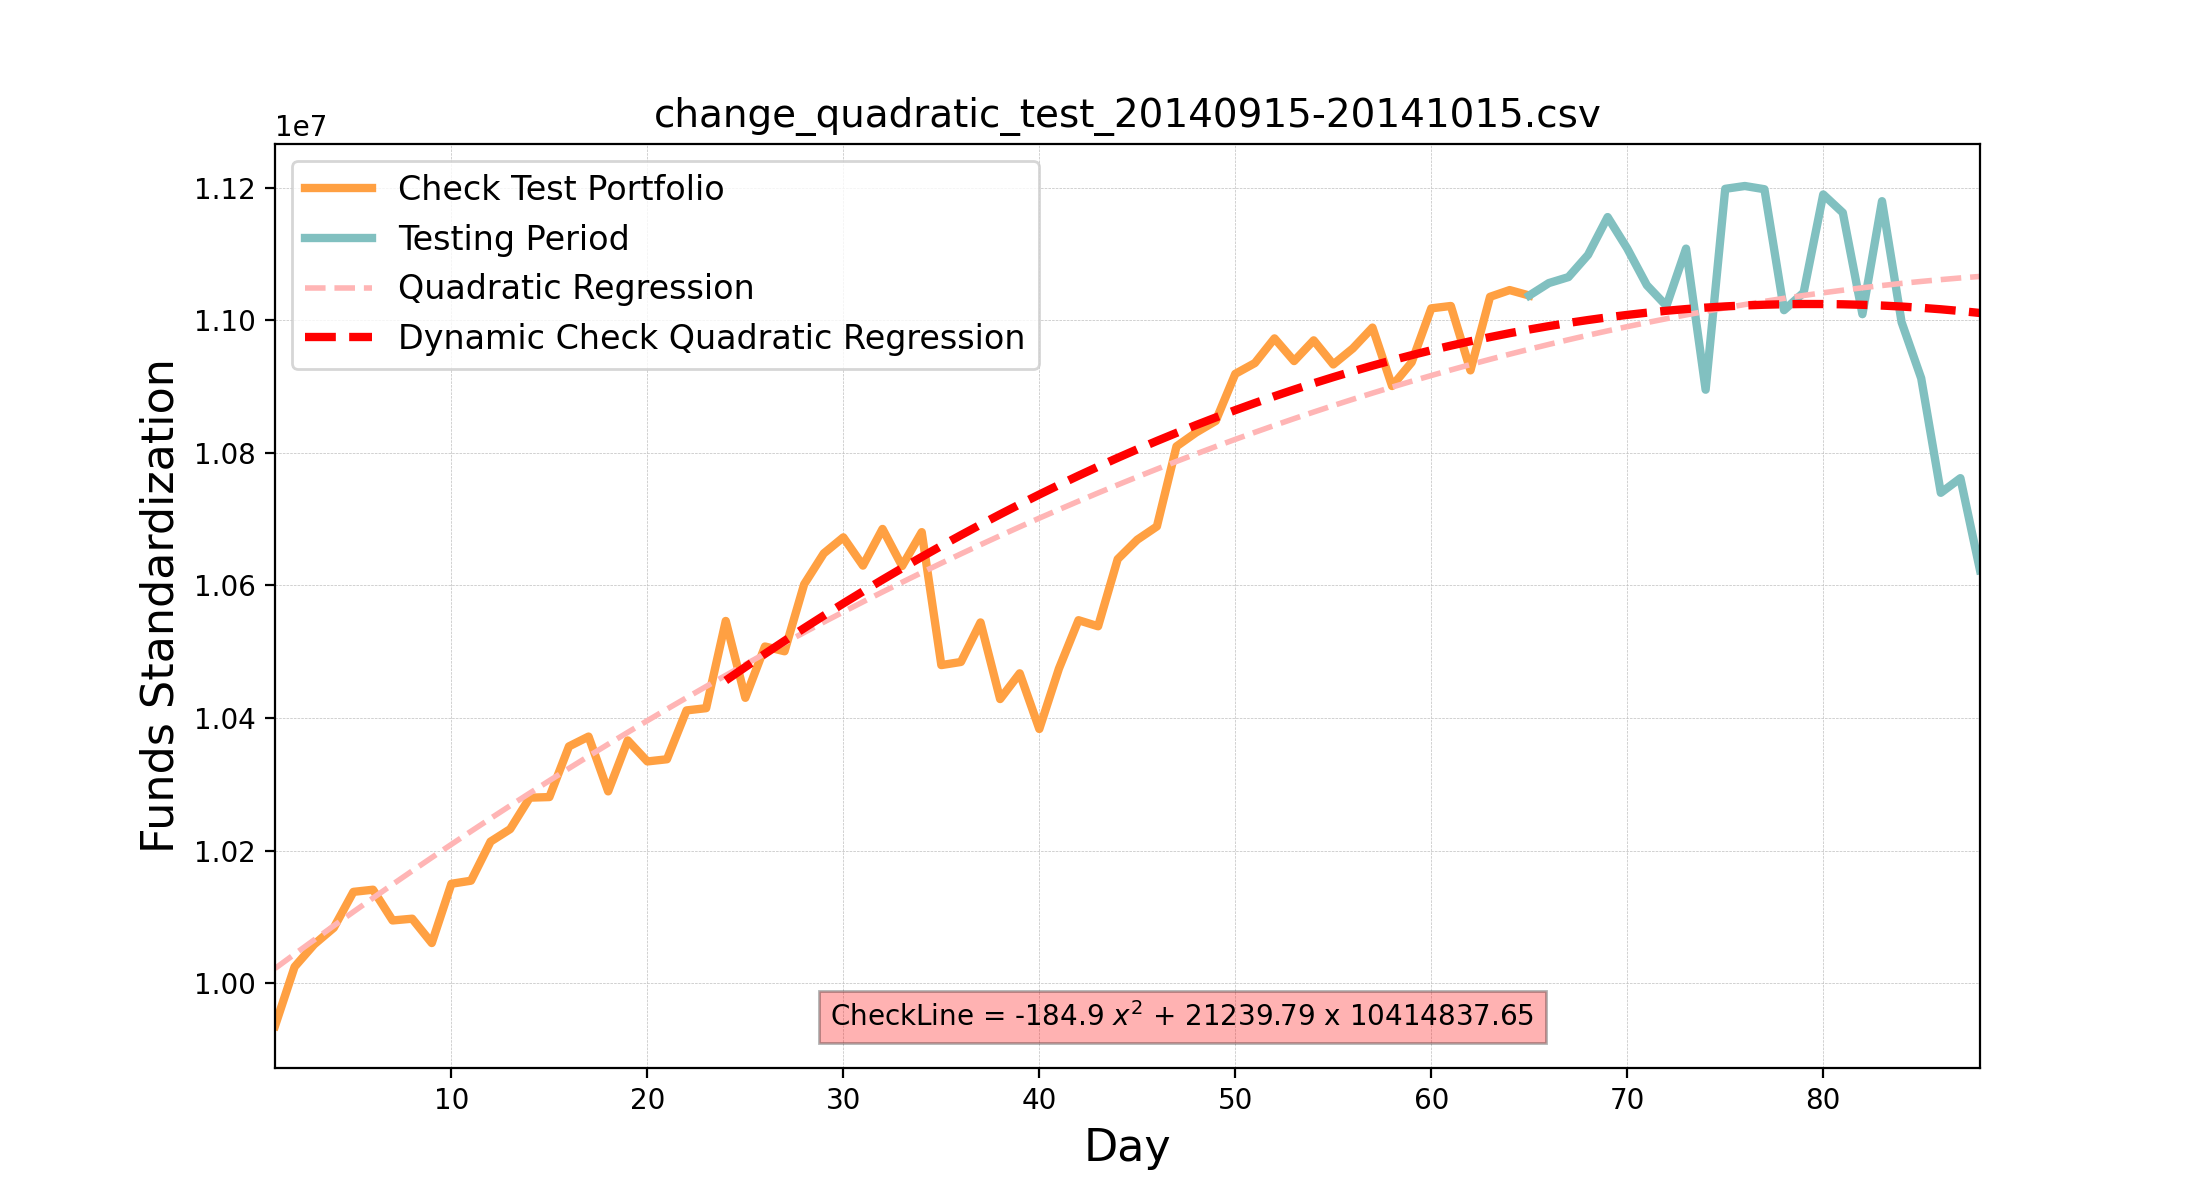 change_quadratic_test_20140915-20141015.csv
1e7
Check Test Portfolio
Testing Period
Quadratic Regression
Dynamic Check Quadratic Regression
1.12
1.10
1.08
1.06
1.04
1.02
1.00
Funds Standardization
CheckLine = -184.9 x² + 21239.79 x 10414837.65
10 20 30 40 50 60 70 80
Day